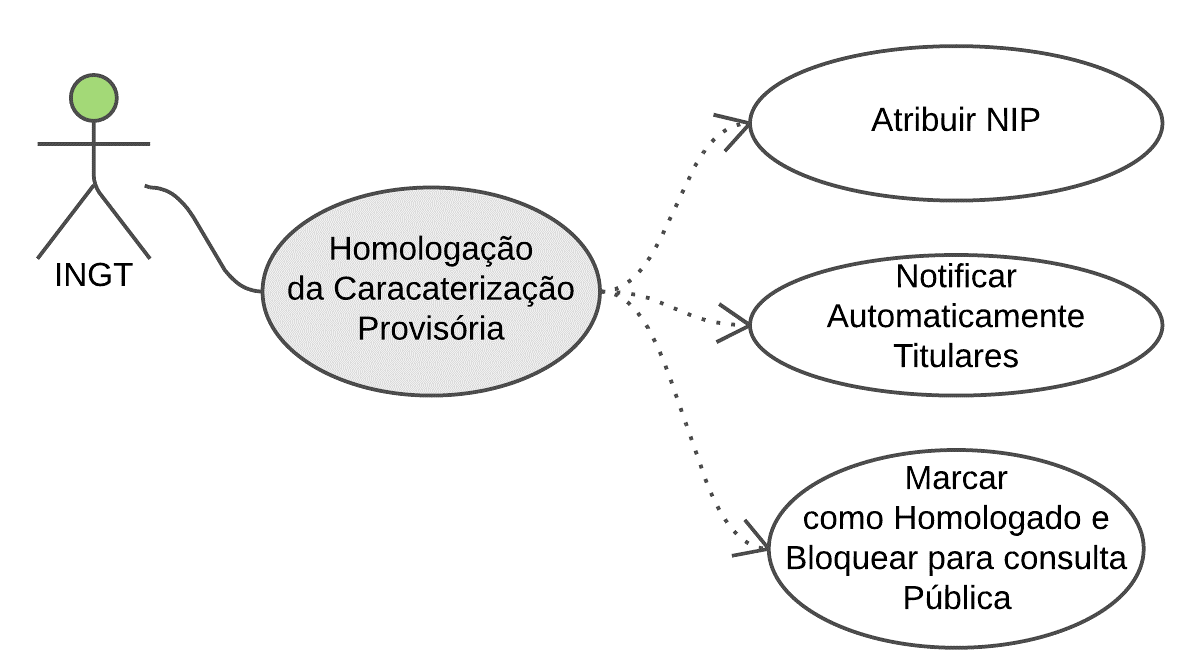 Atribuir NIP
INGT
Homologação
da Caracaterização
Provisória
Notificar
Automaticamente
Titulares
Marcar
como Homologado e
Bloquear para consulta
Pública